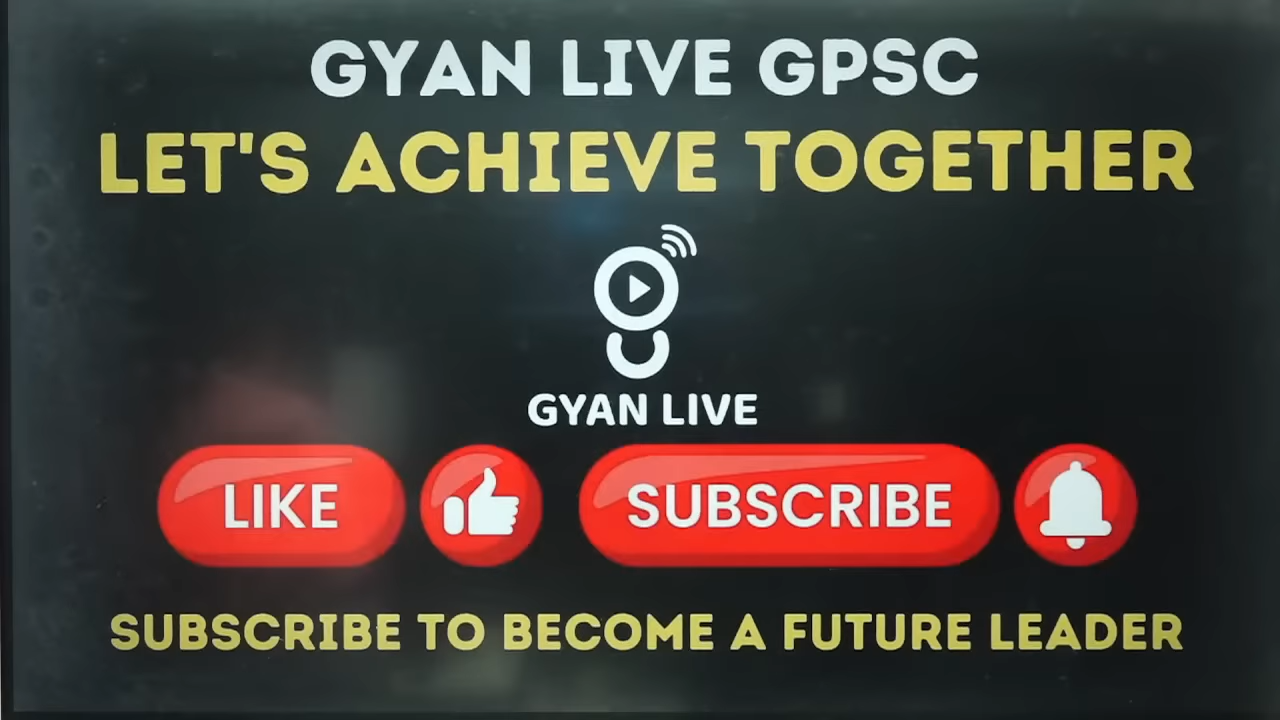 GYAN LIVE GPSC
LET'S ACHIEVE TOGETHER
GYAN LIVE
LIKE
SUBSCRIBE
SUBSCRIBE TO BECOME A FUTURE LEADER